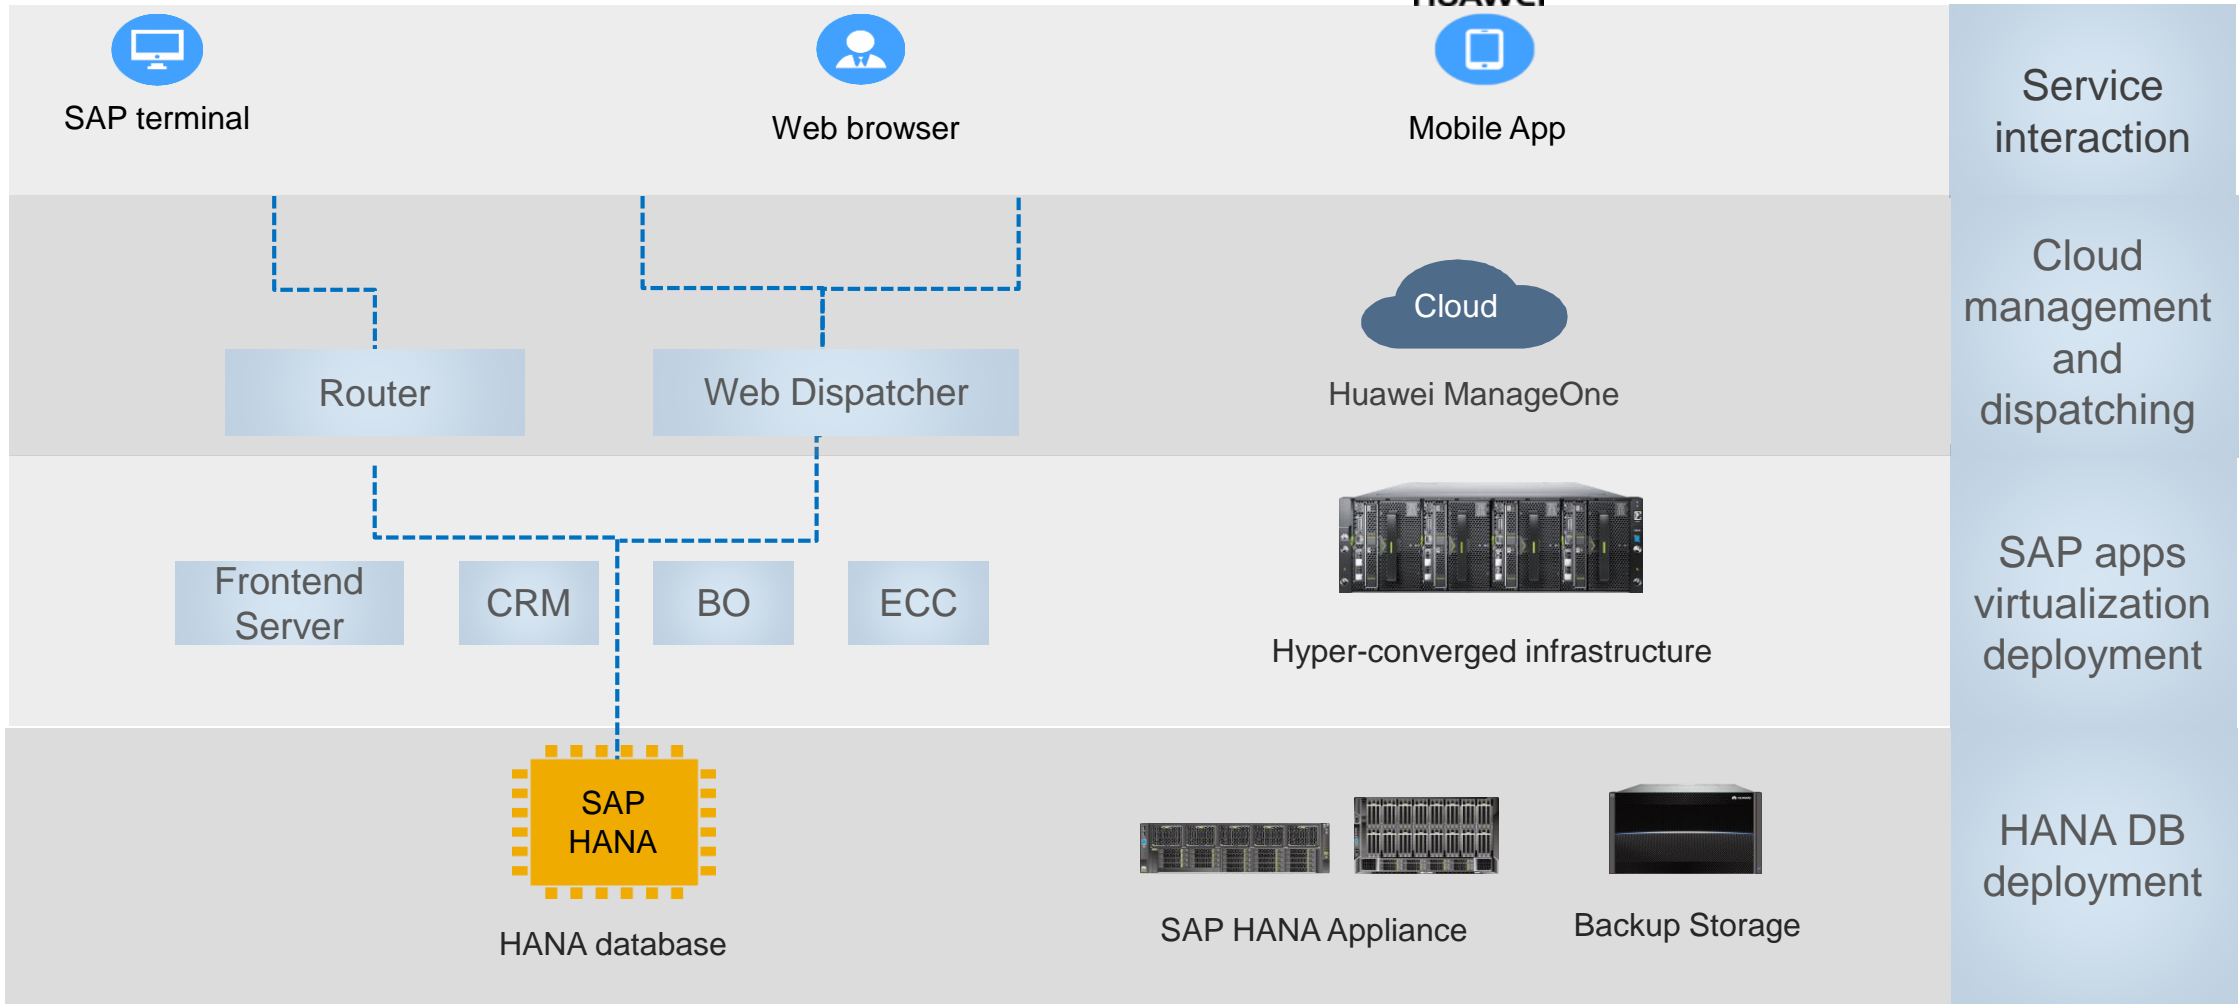 HUAWEI
SAP terminal
Web browser
Mobile App
Service
interaction
Cloud
Huawei ManageOne
Router
Web Dispatcher
Cloud
management
and
dispatching
Frontend
Server
CRM
BO
ECC
Hyper-converged infrastructure
SAP apps
virtualization
deployment
SAP
HANA
HANA database
SAP HANA Appliance
Backup Storage
HANA DB
deployment